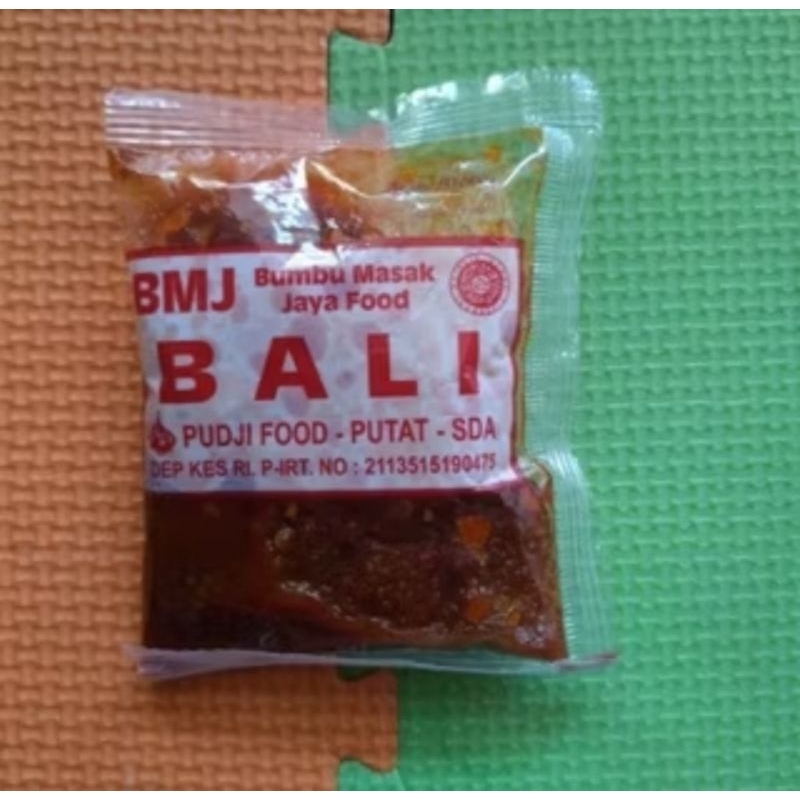 BMJ Bumbu Masak
Jaya Food
BALI
PUDJI FOOD - PUTAT - SDA
DEP KES RI. P-IRT. NO : 2113515190475